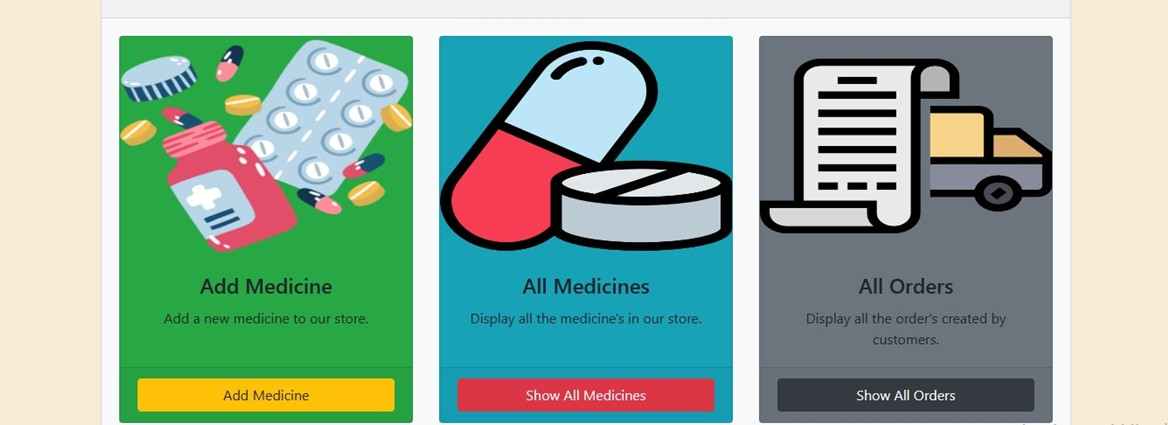 Add Medicine
Add a new medicine to our store.
Add Medicine
All Medicines
Display all the medicine's in our store.
Show All Medicines
All Orders
Display all the order's created by
customers.
Show All Orders